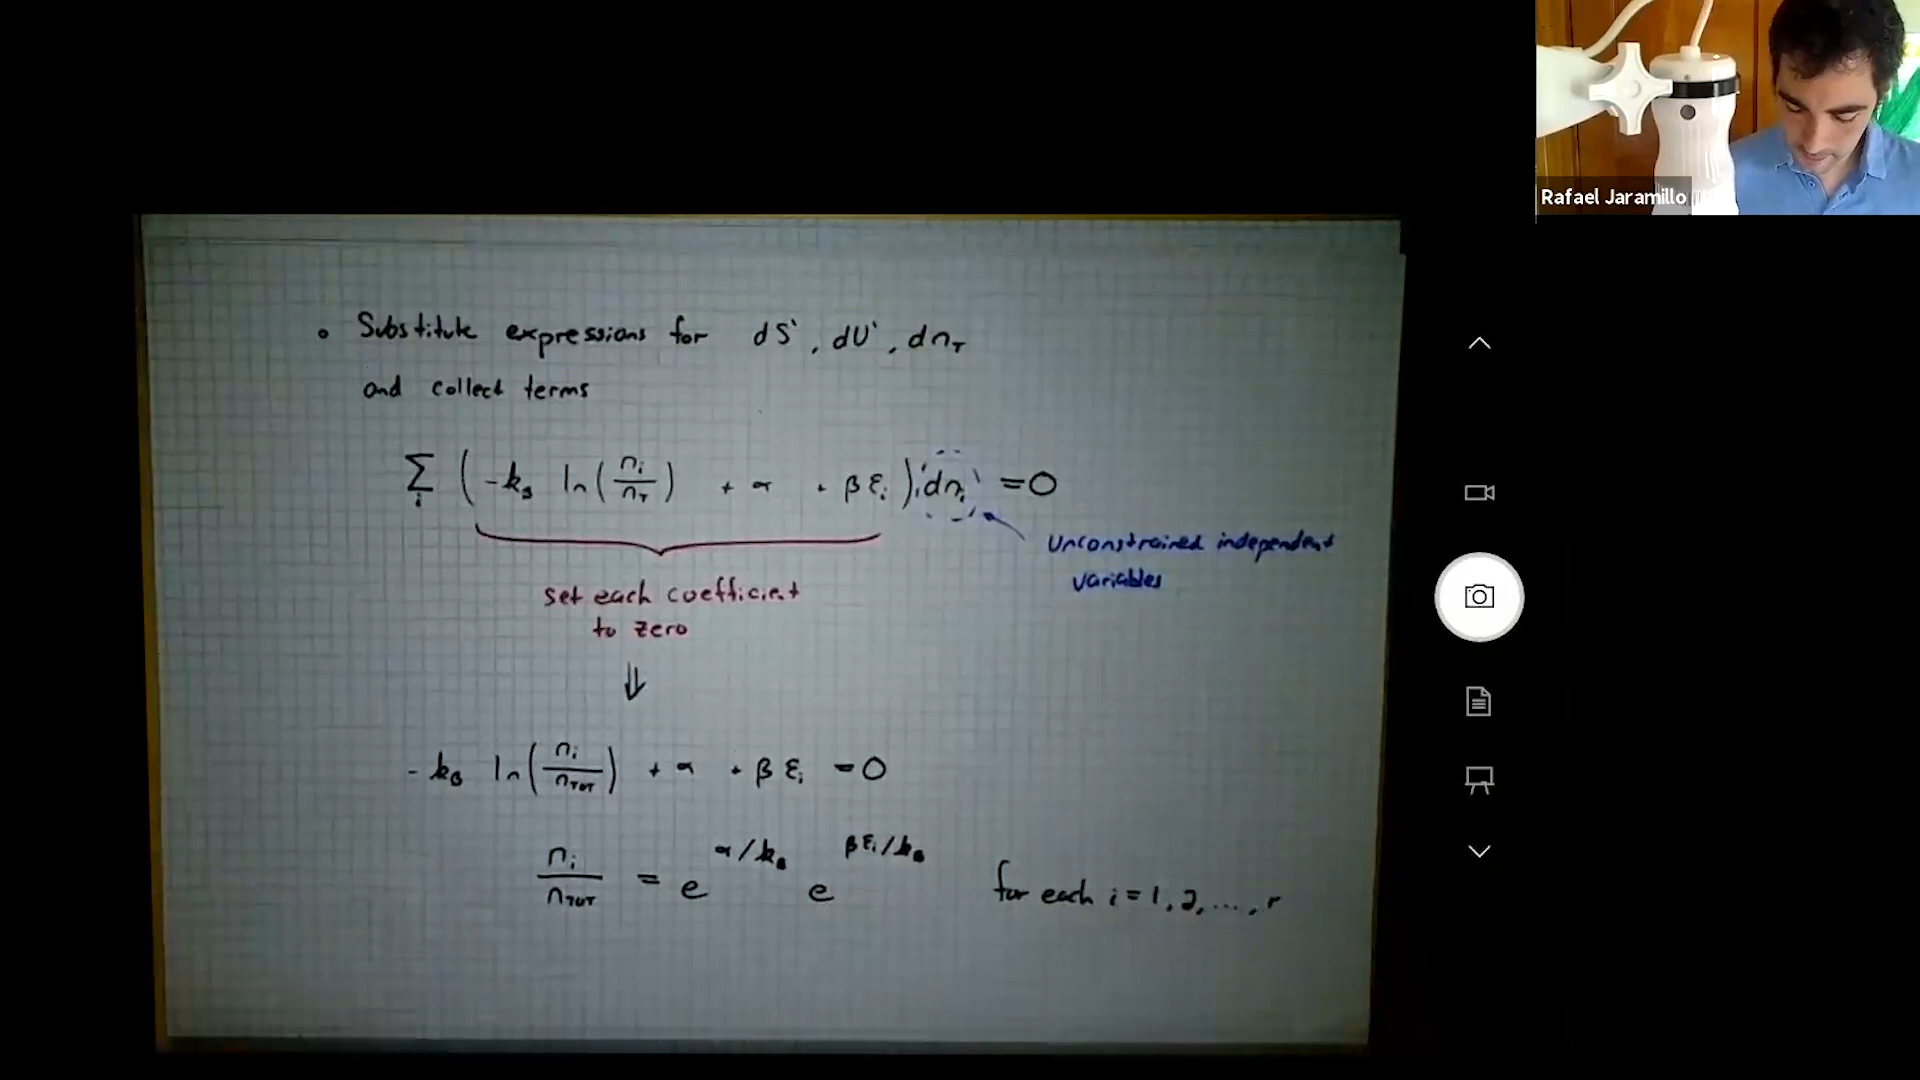 Rafael Jaramillo
• Substitute expressions for dS', dU', dn_T
and collect terms
Σ_i (-k_B ln(n_i/n_T) + α + β ε_i) dn_i = 0
unconstrained independent
variables
set each coefficient
to zero
⇓
- k_B ln(n_i/n_TOT) + α + β ε_i = 0
n_i/n_TOT = e^(α/k_B) e^(βε_i/k_B) for each i = 1, 2, ..., r